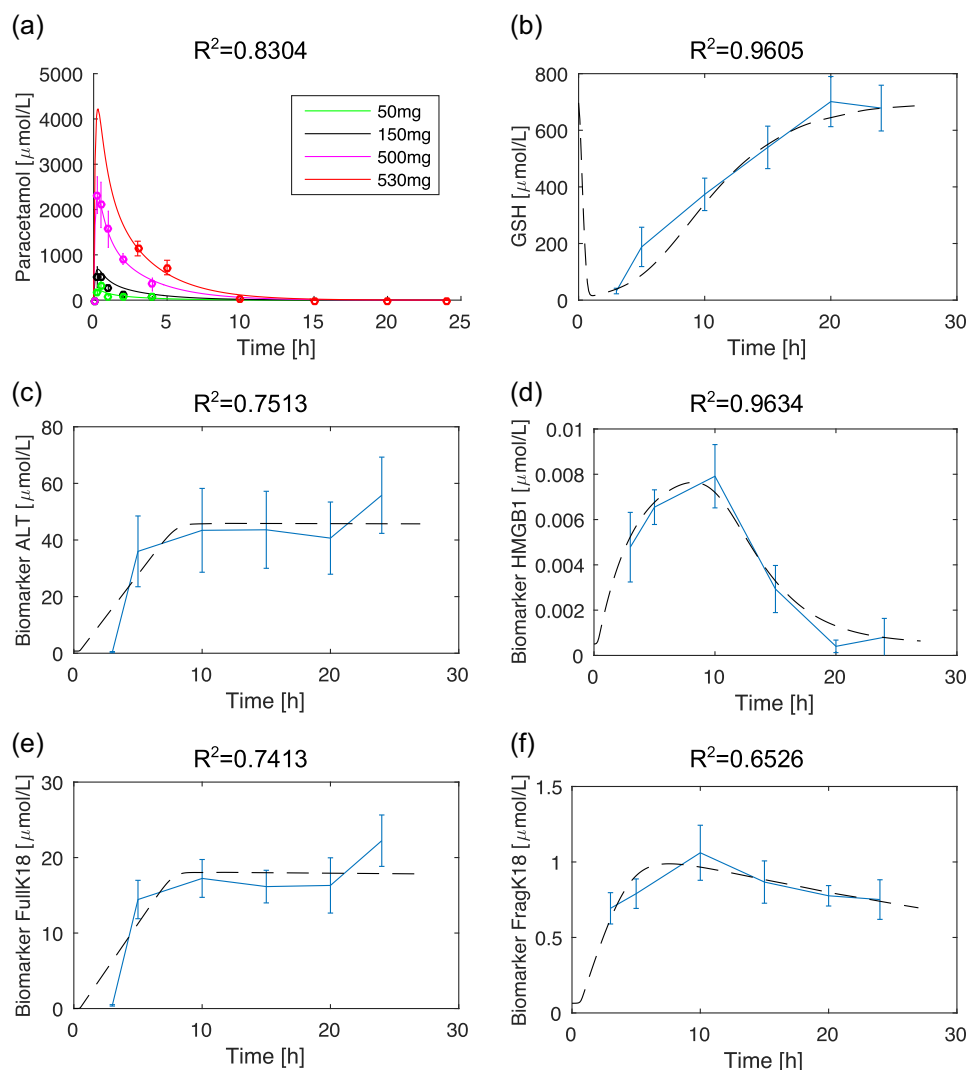 (a)
R²=0.8304
Paracetamol [μmol/L]
5000
4000
3000
2000
1000
0
50mg
150mg
500mg
530mg
0 5 10 15 20 25
Time [h]
(b)
R²=0.9605
GSH [μmol/L]
800
600
400
200
0
0 10 20 30
Time [h]
(c)
R²=0.7513
Biomarker ALT [μmol/L]
80
60
40
20
0
0 10 20 30
Time [h]
(d)
R²=0.9634
Biomarker HMGB1 [μmol/L]
0.01
0.008
0.006
0.004
0.002
0
0 10 20 30
Time [h]
(e)
R²=0.7413
Biomarker FullK18 [μmol/L]
30
20
10
0
0 10 20 30
Time [h]
(f)
R²=0.6526
Biomarker FragK18 [μmol/L]
1.5
1
0.5
0
0 10 20 30
Time [h]